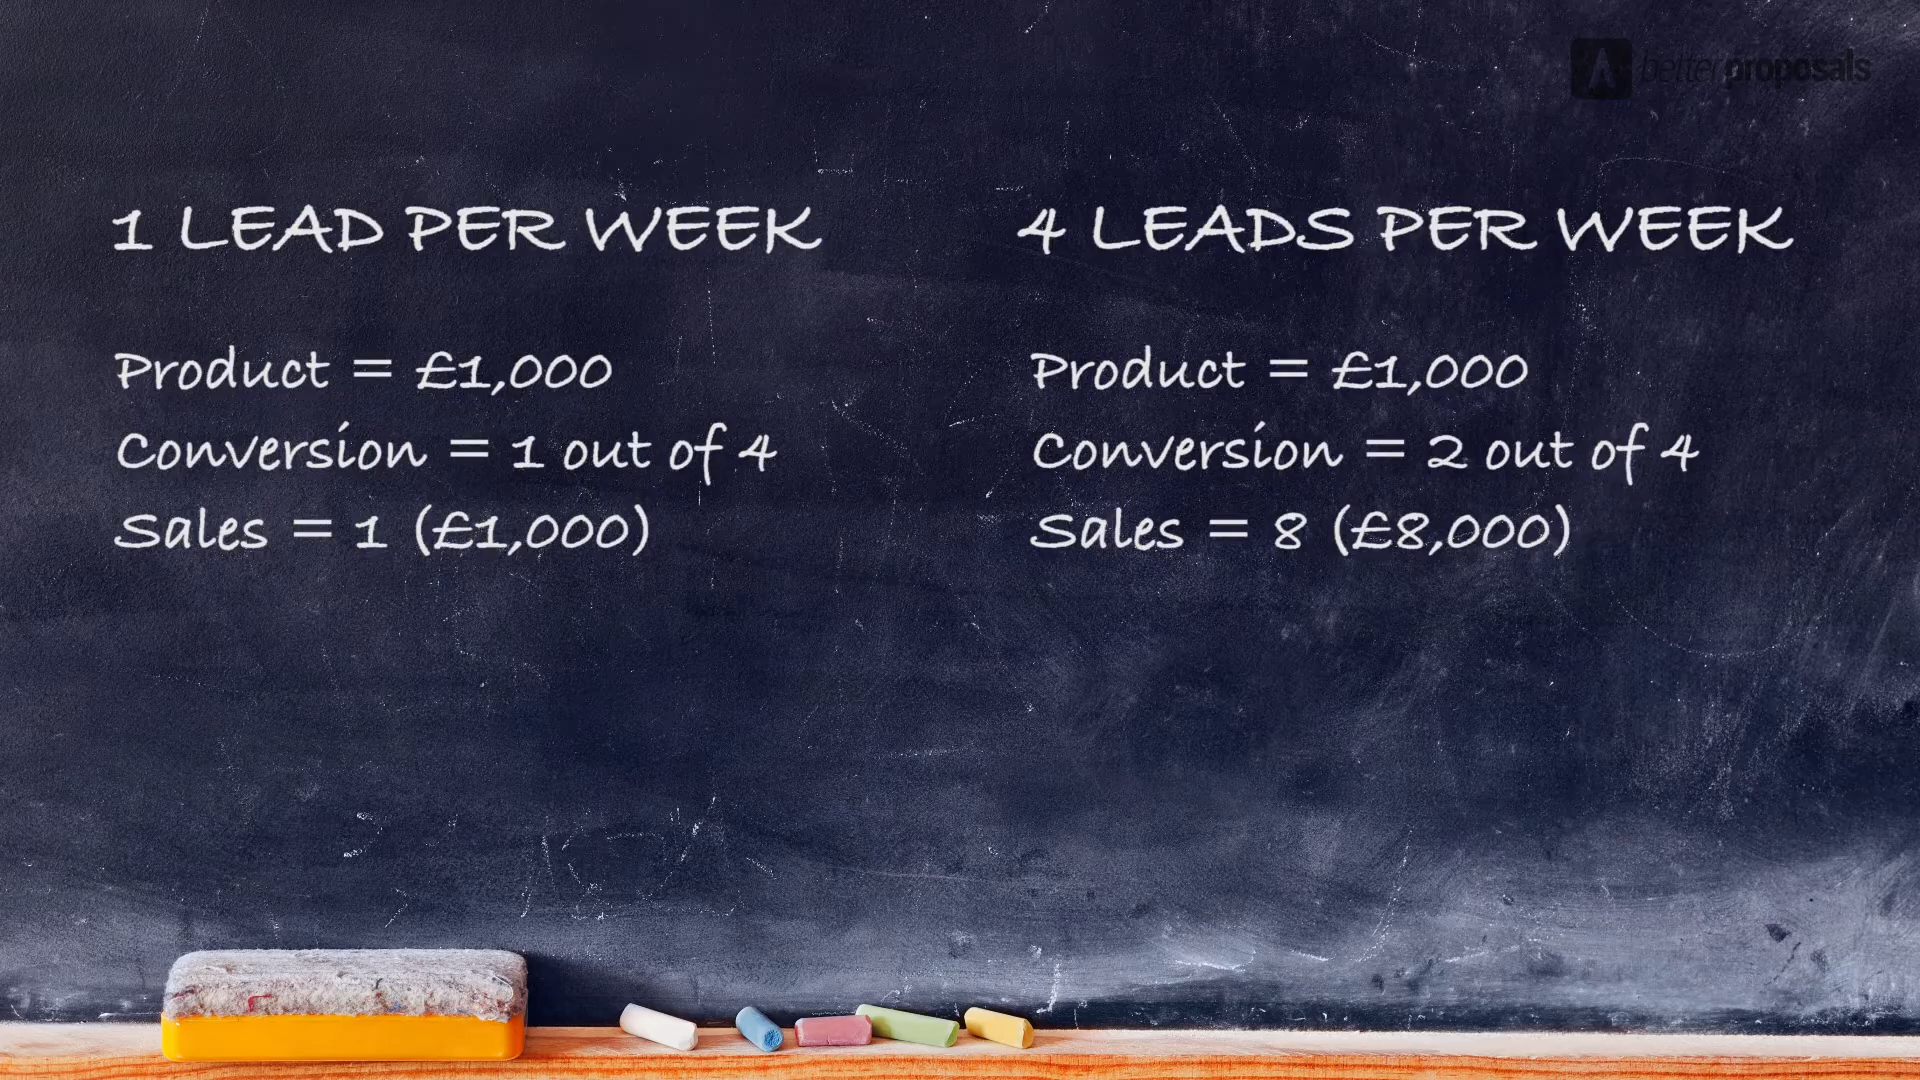 betterproposals
1 LEAD PER WEEK
Product = £1,000
Conversion = 1 out of 4
Sales = 1 (£1,000)
4 LEADS PER WEEK
Product = £1,000
Conversion = 2 out of 4
Sales = 8 (£8,000)